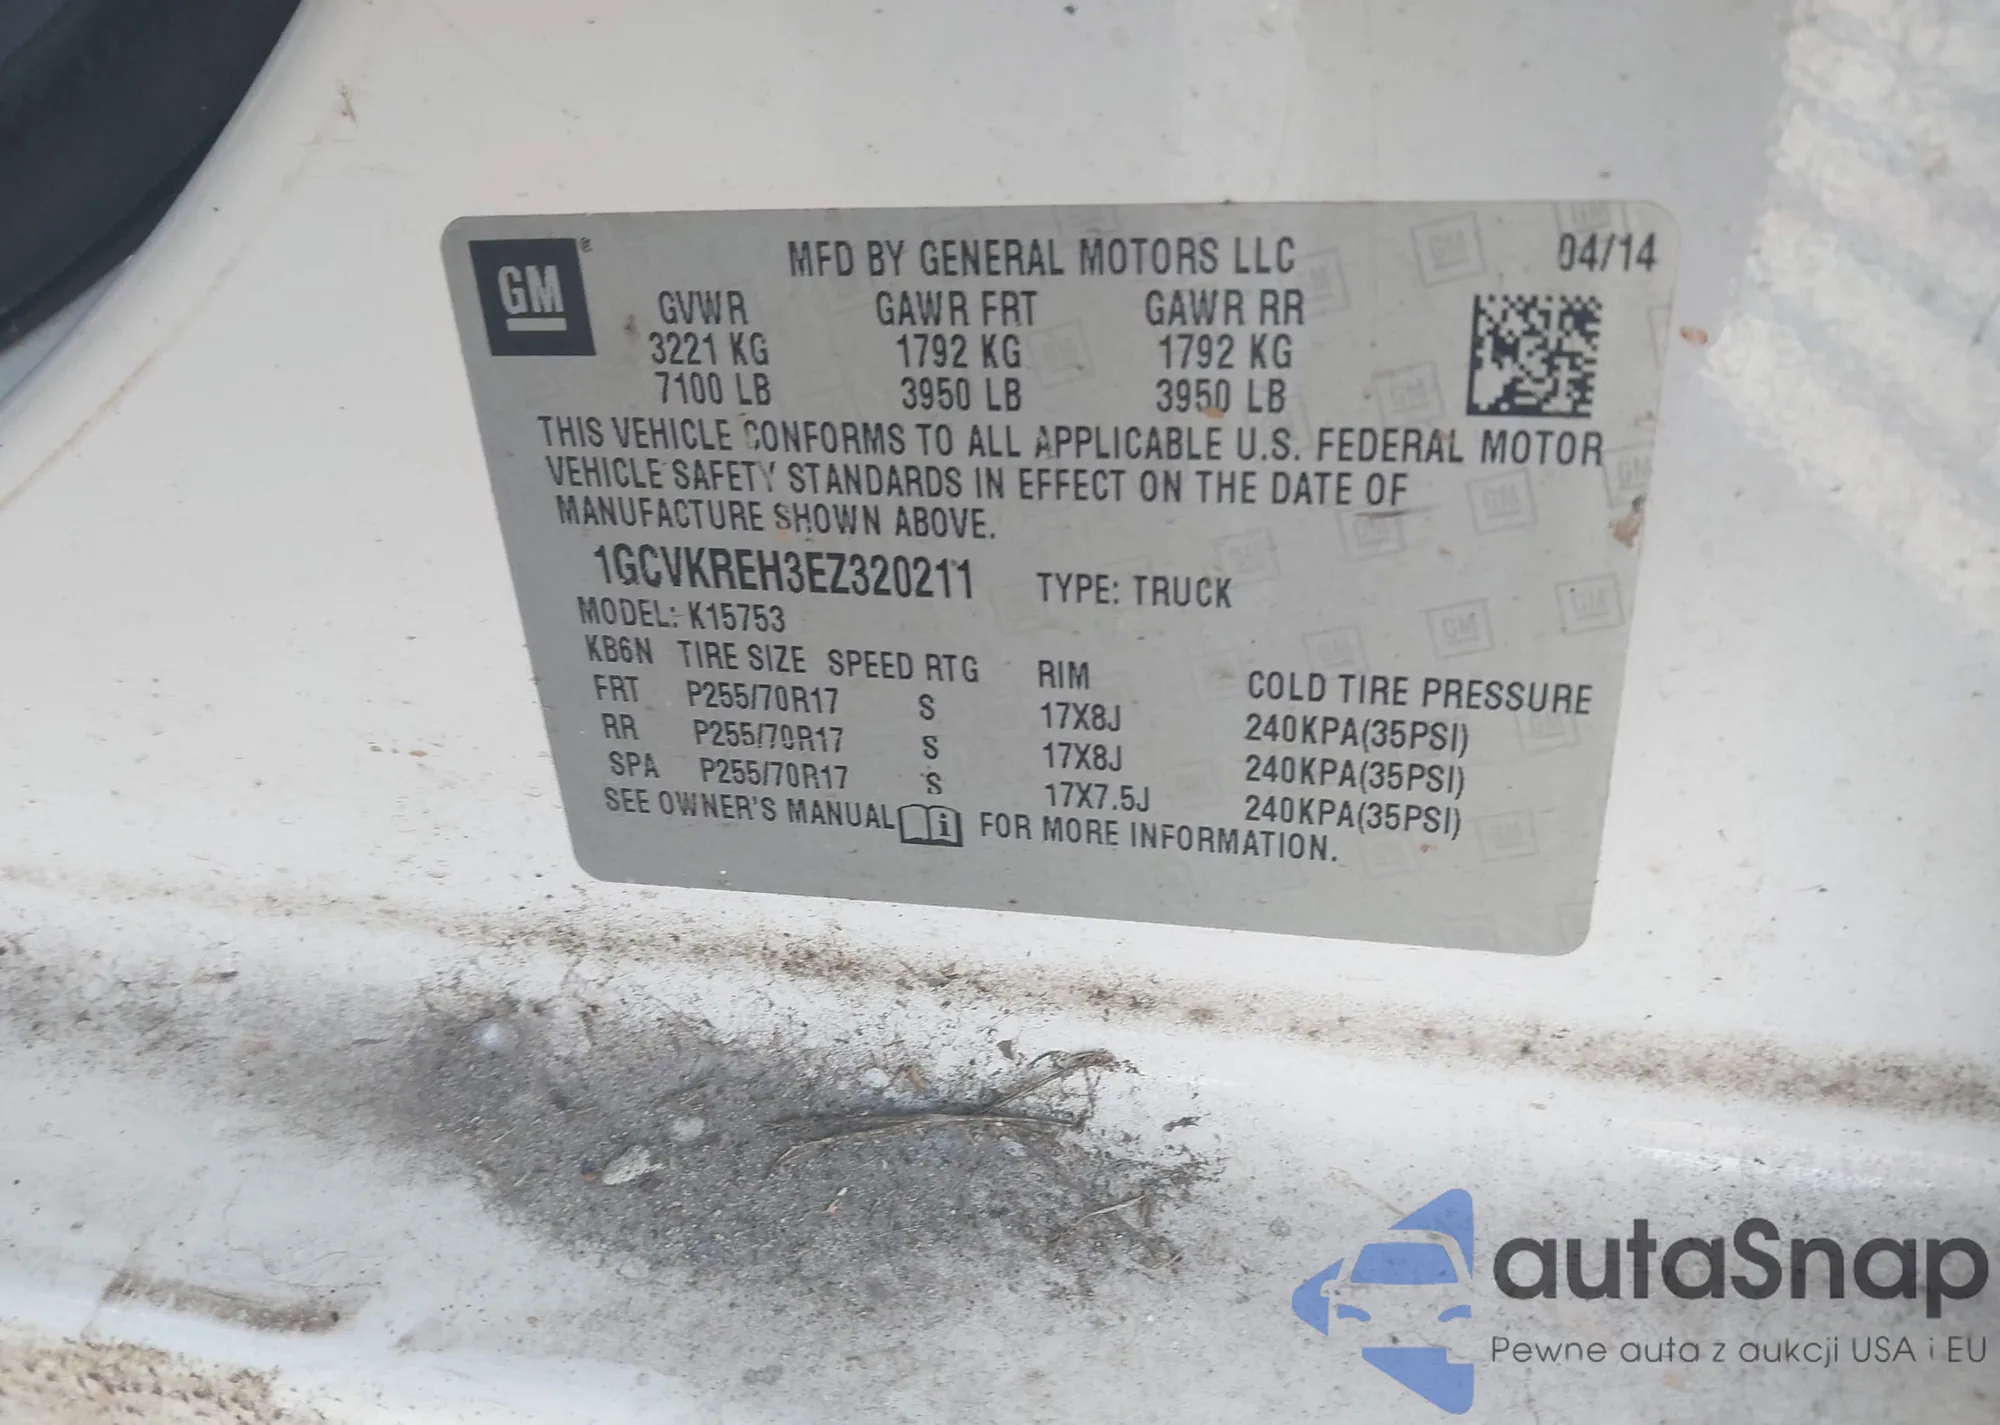 GM ® MFD BY GENERAL MOTORS LLC 04/14
GVWR GAWR FRT GAWR RR
3221 KG 1792 KG 1792 KG
7100 LB 3950 LB 3950 LB
THIS VEHICLE CONFORMS TO ALL APPLICABLE U.S. FEDERAL MOTOR
VEHICLE SAFETY STANDARDS IN EFFECT ON THE DATE OF
MANUFACTURE SHOWN ABOVE.
1GCVKREH3EZ320211 TYPE: TRUCK
MODEL: K15753
KB6N TIRE SIZE SPEED RTG RIM COLD TIRE PRESSURE
FRT P255/70R17 S 17X8J 240KPA(35PSI)
RR P255/70R17 S 17X8J 240KPA(35PSI)
SPA P255/70R17 S 17X7.5J 240KPA(35PSI)
SEE OWNER'S MANUAL i FOR MORE INFORMATION.
autaSnap
Pewne auta z aukcji USA i EU